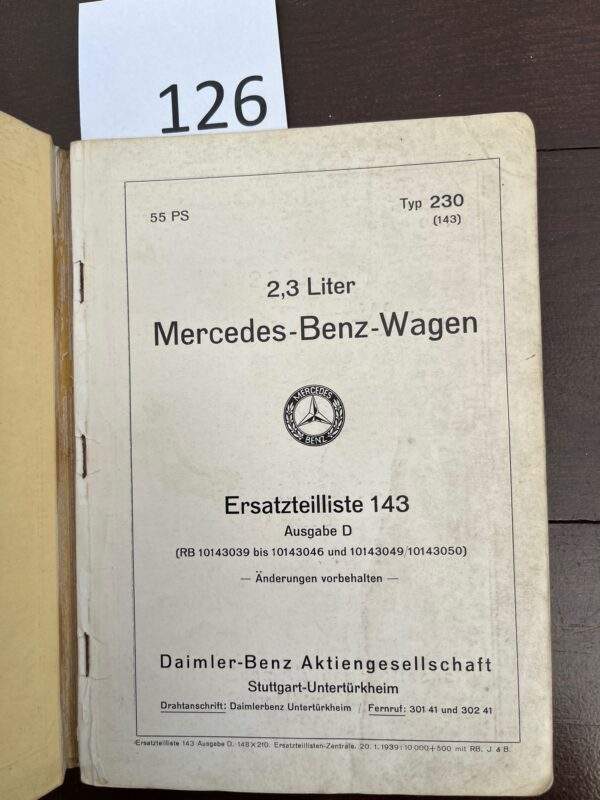 126
55 PS
Typ 230
(143)
2,3 Liter
Mercedes-Benz-Wagen
MERCEDES
BENZ
Ersatzteilliste 143
Ausgabe D
(RB 10143039 bis 10143046 und 10143049/10143050)
— Änderungen vorbehalten —
Daimler-Benz Aktiengesellschaft
Stuttgart-Untertürkheim
Drahtanschrift: Daimlerbenz Untertürkheim / Fernruf: 301 41 und 302 41
Ersatzteilliste 143 Ausgabe D. 148×210. Ersatzteillisten-Zentrale. 20. 1. 1939: 10 000+500 mit RB. J & B.